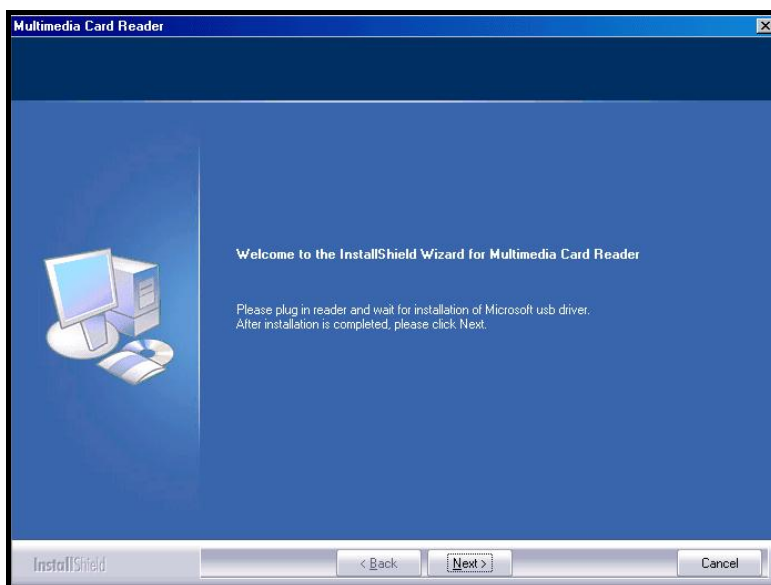 Multimedia Card Reader
Welcome to the InstallShield Wizard for Multimedia Card Reader
Please plug in reader and wait for installation of Microsoft usb driver.
After installation is completed, please click Next.
InstallShield
< Back Next > Cancel